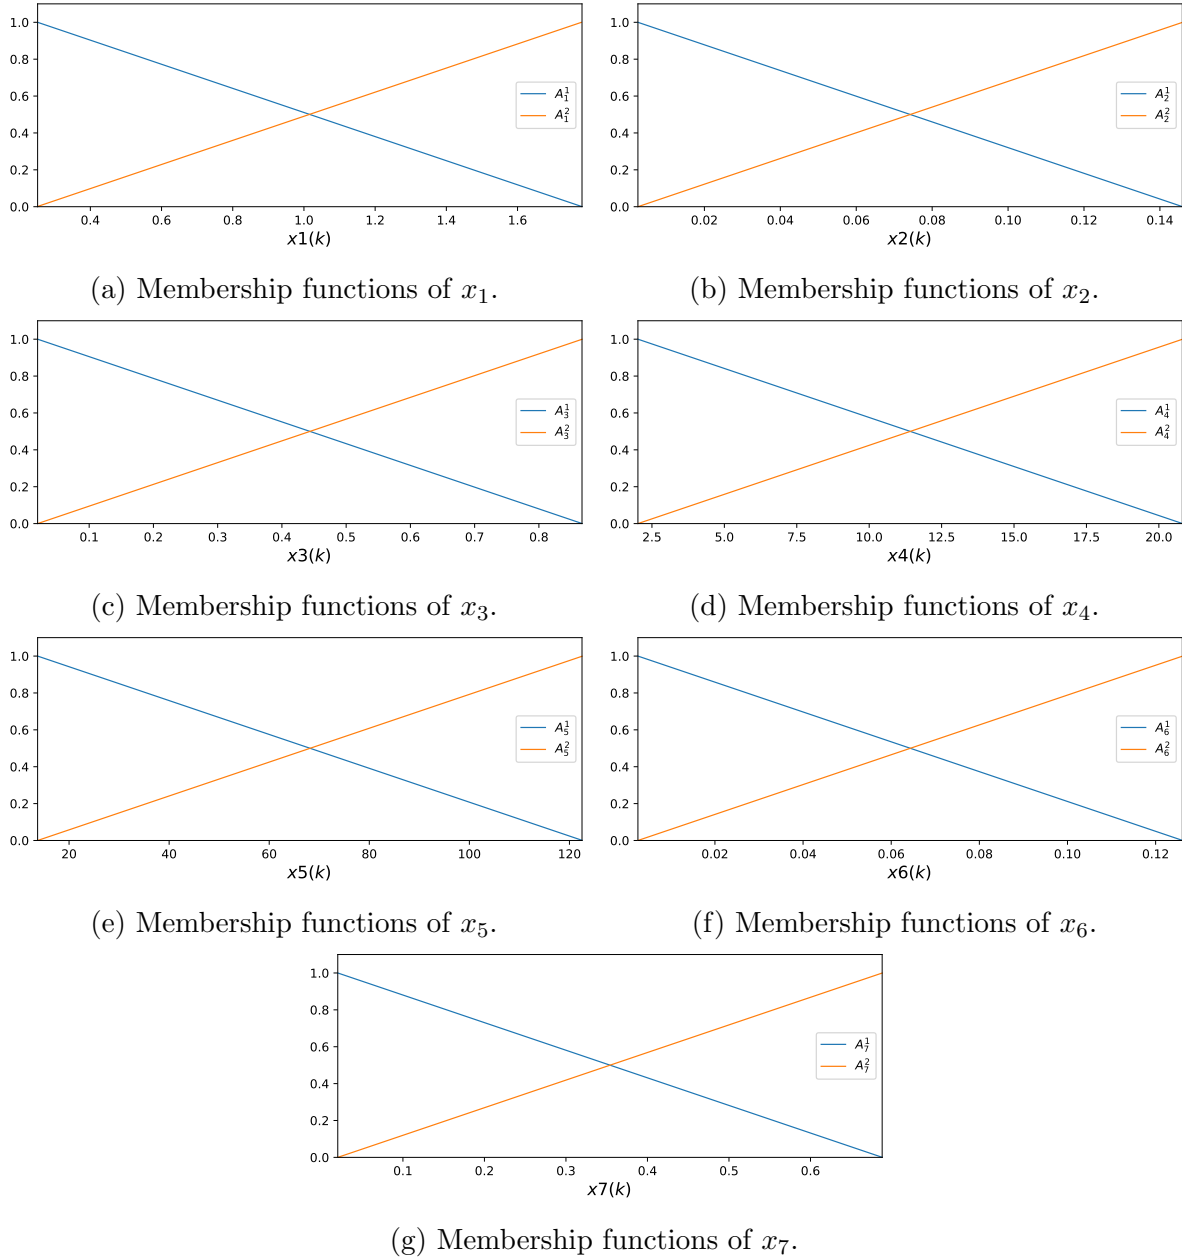 1.0
0.8
0.6
0.4
0.2
0.0
A_1^1
A_1^2
0.4 0.6 0.8 1.0 1.2 1.4 1.6
x1(k)
(a) Membership functions of x_1.
1.0
0.8
0.6
0.4
0.2
0.0
A_2^1
A_2^2
0.02 0.04 0.06 0.08 0.10 0.12 0.14
x2(k)
(b) Membership functions of x_2.
1.0
0.8
0.6
0.4
0.2
0.0
A_3^1
A_3^2
0.1 0.2 0.3 0.4 0.5 0.6 0.7 0.8
x3(k)
(c) Membership functions of x_3.
1.0
0.8
0.6
0.4
0.2
0.0
A_4^1
A_4^2
2.5 5.0 7.5 10.0 12.5 15.0 17.5 20.0
x4(k)
(d) Membership functions of x_4.
1.0
0.8
0.6
0.4
0.2
0.0
A_5^1
A_5^2
20 40 60 80 100 120
x5(k)
(e) Membership functions of x_5.
1.0
0.8
0.6
0.4
0.2
0.0
A_6^1
A_6^2
0.02 0.04 0.06 0.08 0.10 0.12
x6(k)
(f) Membership functions of x_6.
1.0
0.8
0.6
0.4
0.2
0.0
A_7^1
A_7^2
0.1 0.2 0.3 0.4 0.5 0.6
x7(k)
(g) Membership functions of x_7.